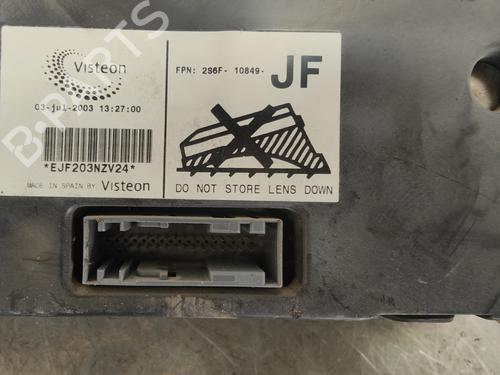 Visteon
FPN: 2S6F- 10849- JF
03-jul-2003 13:27:00
*EJF203NZV24*
MADE IN SPAIN BY Visteon
DO NOT STORE LENS DOWN
B-PARTS